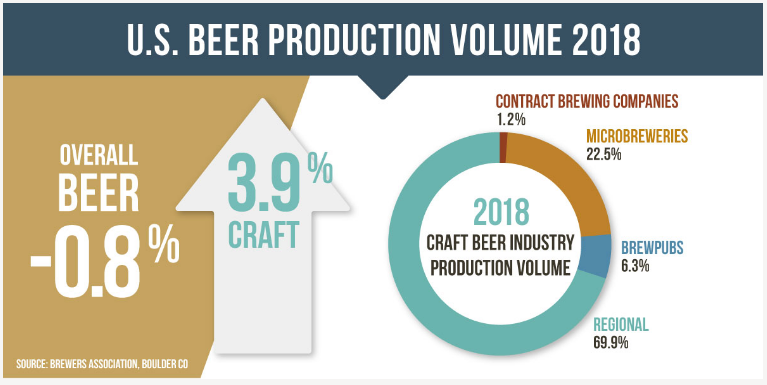 U.S. BEER PRODUCTION VOLUME 2018
OVERALL
BEER
-0.8%
3.9%
CRAFT
SOURCE: BREWERS ASSOCIATION, BOULDER CO
CONTRACT BREWING COMPANIES
1.2%
MICROBREWERIES
22.5%
2018
CRAFT BEER INDUSTRY
PRODUCTION VOLUME
BREWPUBS
6.3%
REGIONAL
69.9%